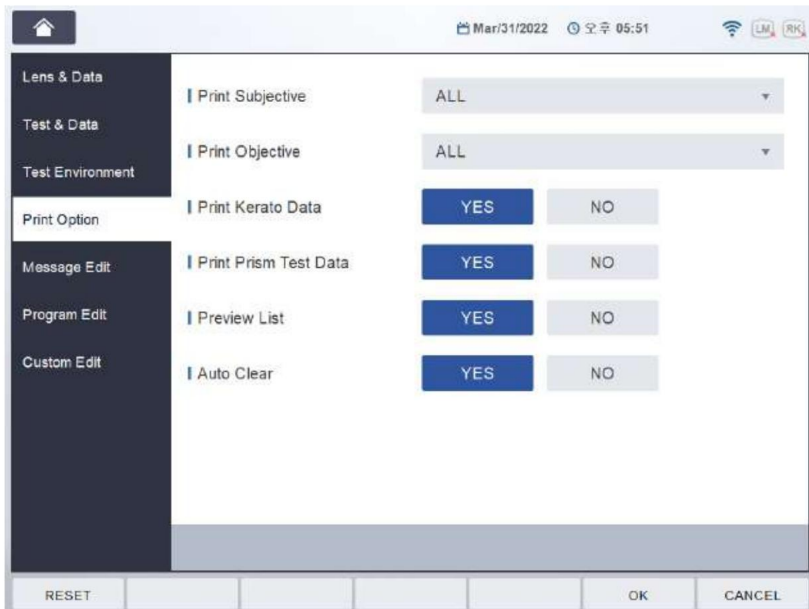 Mar/31/2022 오후 05:51 LM RK
Lens & Data
Test & Data
Test Environment
Print Option
Message Edit
Program Edit
Custom Edit
Print Subjective ALL
Print Objective ALL
Print Kerato Data YES NO
Print Prism Test Data YES NO
Preview List YES NO
Auto Clear YES NO
RESET OK CANCEL